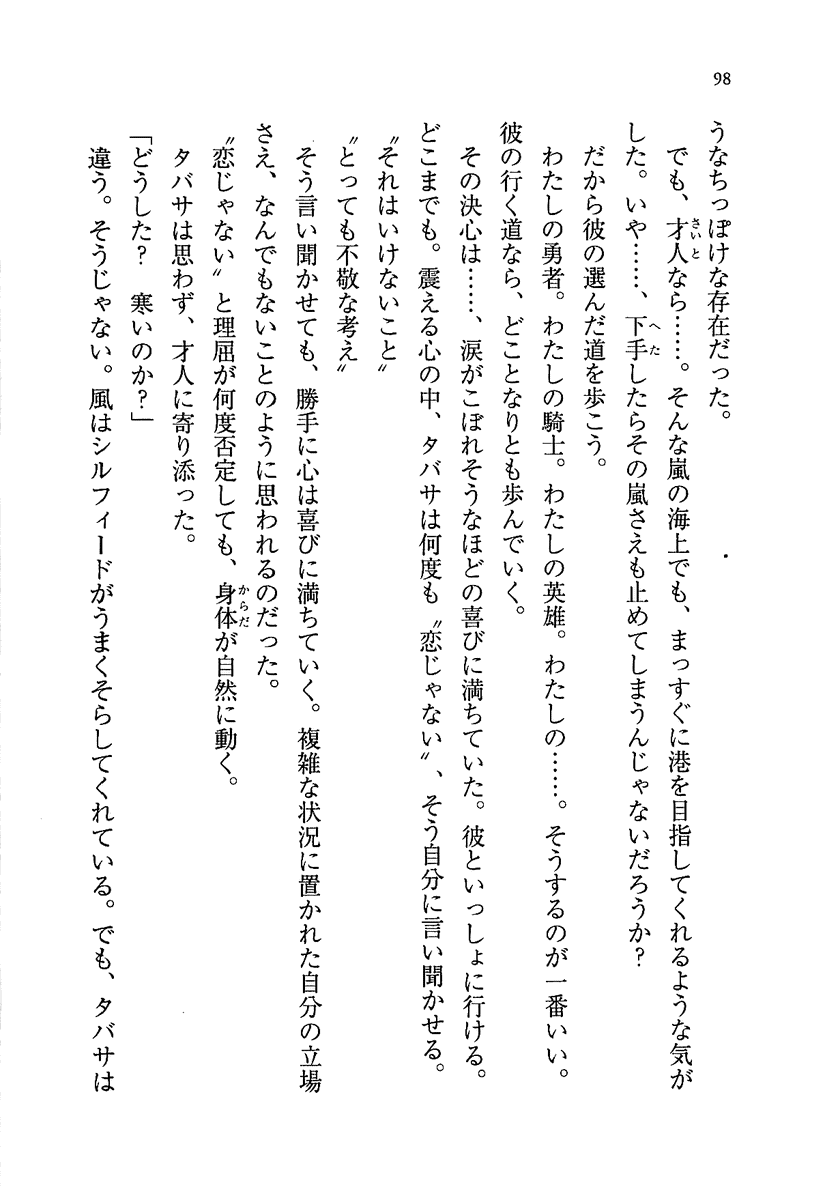 98
うなちっぽけな存在だった。
でも、才人なら……。そんな嵐の海上でも、まっすぐに港を目指してくれるような気が
した。いや……、下手したらその嵐さえも止めてしまうんじゃないだろうか?
だから彼の選んだ道を歩こう。
わたしの勇者。わたしの騎士。わたしの英雄。わたしの……。そうするのが一番いい。
彼の行く道なら、どことなりとも歩んでいく。
その決心は……、涙がこぼれそうなほどの喜びに満ちていた。彼といっしょに行ける。
どこまでも。震える心の中、タバサは何度も〝恋じゃない〟、そう自分に言い聞かせる。
〝それはいけないこと〟
〝とっても不敬な考え〟
そう言い聞かせても、勝手に心は喜びに満ちていく。複雑な状況に置かれた自分の立場
さえ、なんでもないことのように思われるのだった。
〝恋じゃない〟と理屈が何度否定しても、身体が自然に動く。
タバサは思わず、才人に寄り添った。
「どうした? 寒いのか?」
違う。そうじゃない。風はシルフィードがうまくそらしてくれている。でも、タバサは